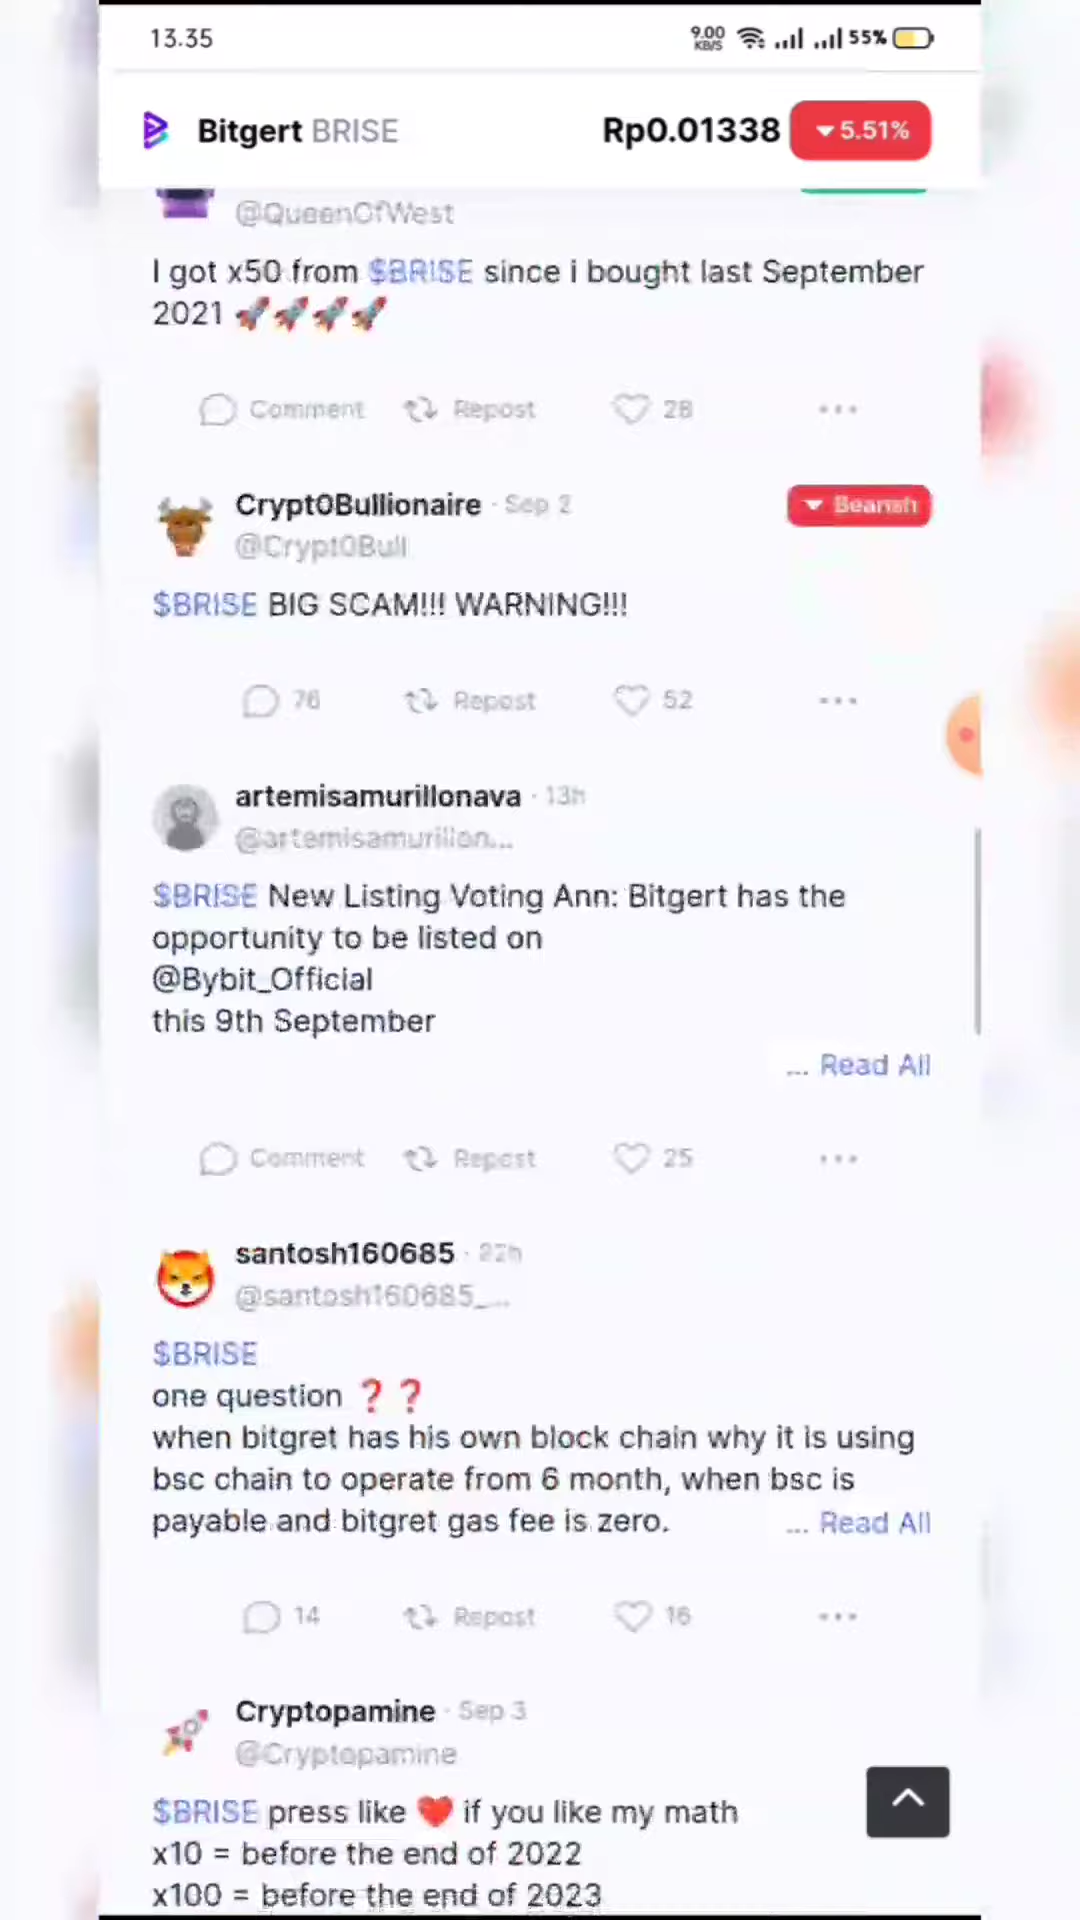 13.35
9.00 KB/S 55%
Bitgert BRISE Rp0.01338 5.51%
@QueenOfWest
I got x50 from $BRISE since i bought last September
2021 🚀🚀🚀🚀
Comment Repost 28 ...
Crypt0Bullionaire · Sep 2 Bearish
@Crypt0Bull
$BRISE BIG SCAM!!! WARNING!!!
76 Repost 52 ...
artemisamurillonava · 13h
@artemisamurillon...
$BRISE New Listing Voting Ann: Bitgert has the
opportunity to be listed on
@Bybit_Official
this 9th September
... Read All
Comment Repost 25 ...
santosh160685 · 22h
@santosh160685_...
$BRISE
one question ❓❓
when bitgret has his own block chain why it is using
bsc chain to operate from 6 month, when bsc is
payable and bitgret gas fee is zero. ... Read All
14 Repost 16 ...
Cryptopamine · Sep 3
@Cryptopamine
$BRISE press like ❤️ if you like my math
x10 = before the end of 2022
x100 = before the end of 2023